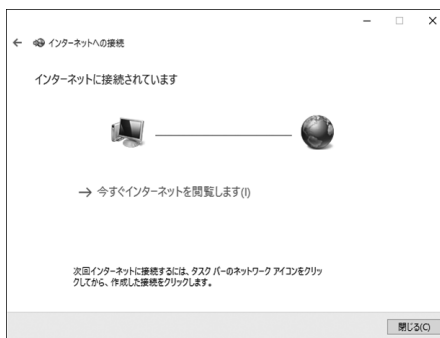 インターネットへの接続
インターネットに接続されています
→ 今すぐインターネットを閲覧します(I)
次回インターネットに接続するには、タスク バーのネットワーク アイコンをクリッ
クしてから、作成した接続をクリックします。
閉じる(C)